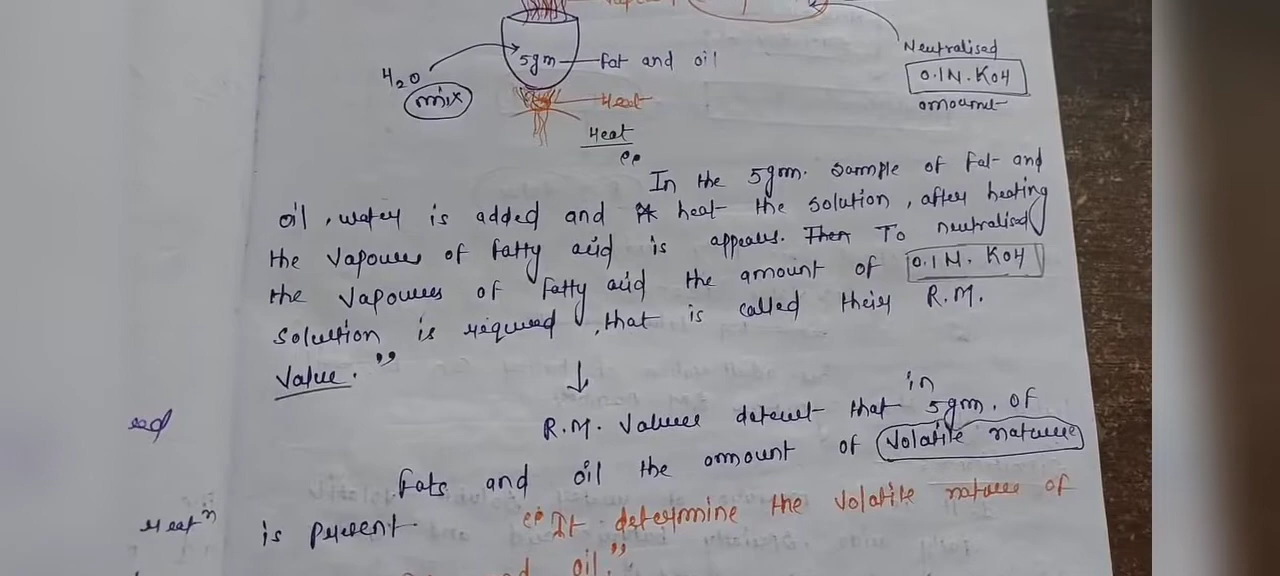 Neutralised
H2O
5gm
fat and oil
0.1N. KOH
mix
Heat
amount
Heat
“ In the 5gm. sample of fat and
oil, water is added and heat the solution, after heating
the vapours of fatty acid is appears. Then To neutralised
the vapoures of fatty acid the amount of 0.1N. KOH
solution is required, that is called their R.M.
Value.”
↓
in
R.M. Value detect that 5gm. of
fats and oil the amount of volatile nature
is present. “It determine the volatile nature of
oil.”
Heatn